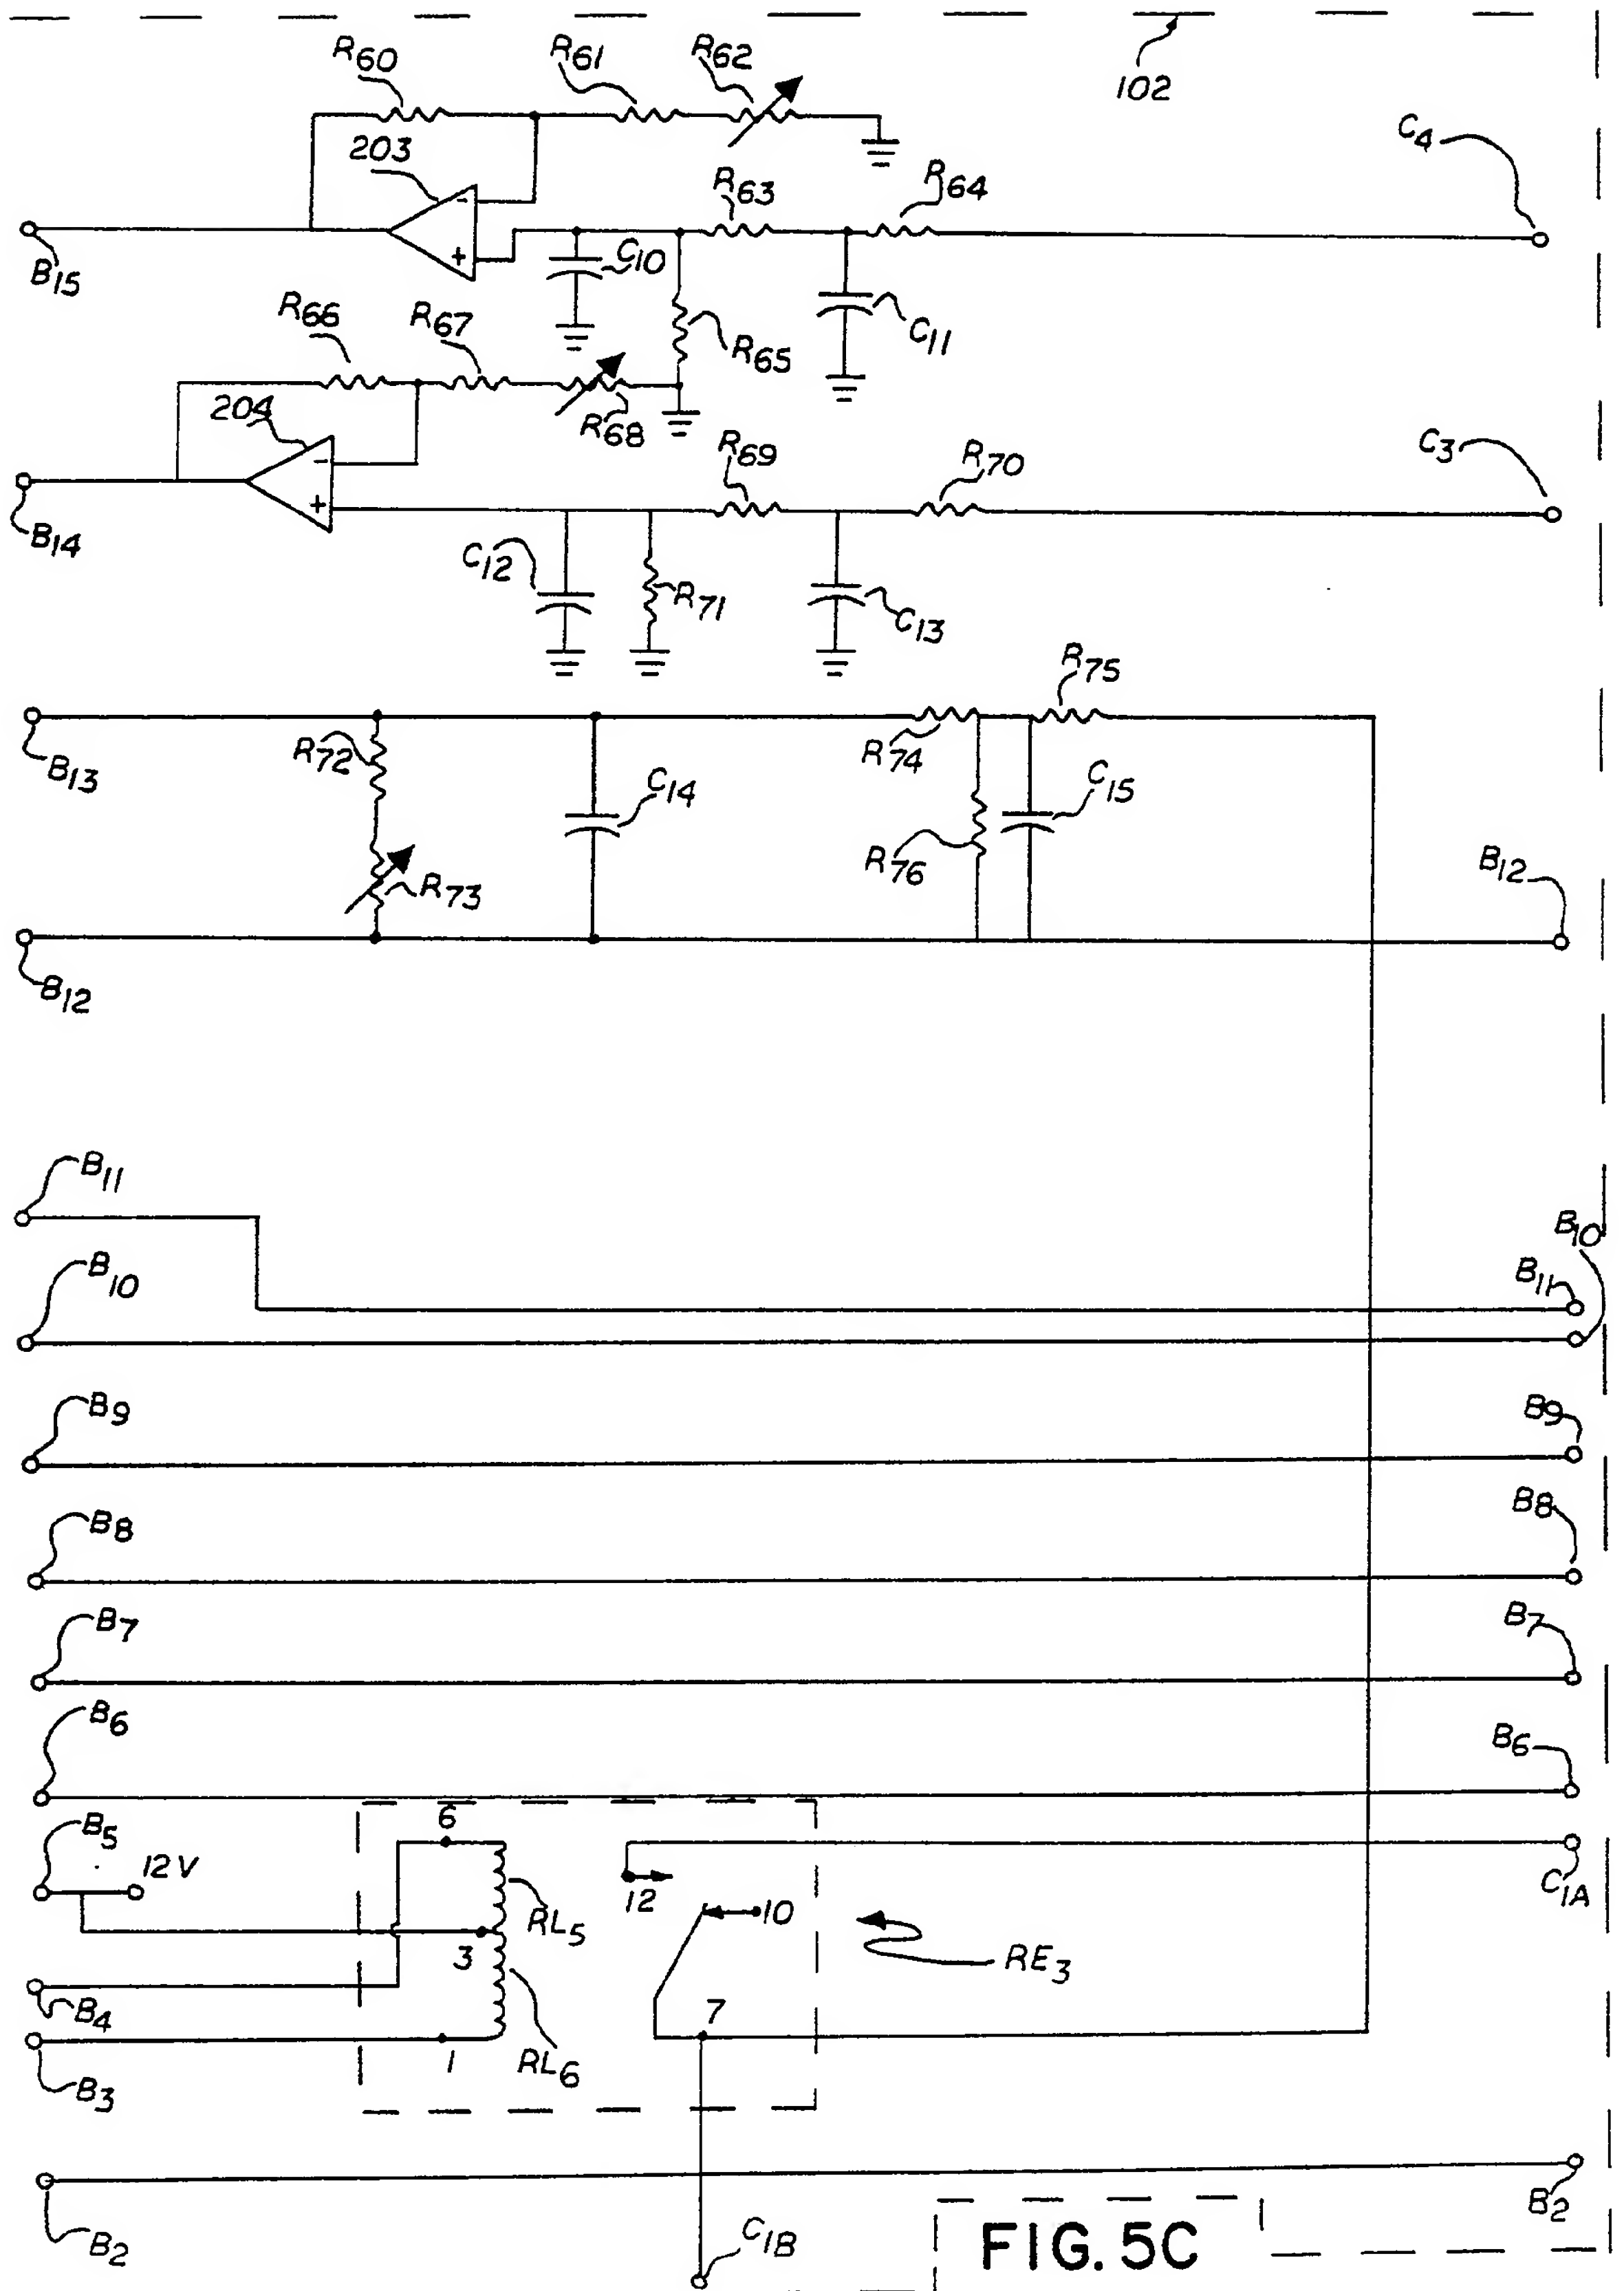 R60 R61 R62
102
C4
203
R63 R64
- +
B15
C10
R66 R67
R65
C11
204
R68
R69 R70
C3
- +
B14
C12 R71 C13
R75
B13
R72
R74
C14 C15
R76
R73
B12
B12
B11
B10
B10
B11
B9 B9
B8 B8
B7 B7
B6 B6
6
B5 12V
12
C1A
RL5
10
3
RE3
B4
7
1
RL6
B3
B2
B2
C1B
FIG. 5C